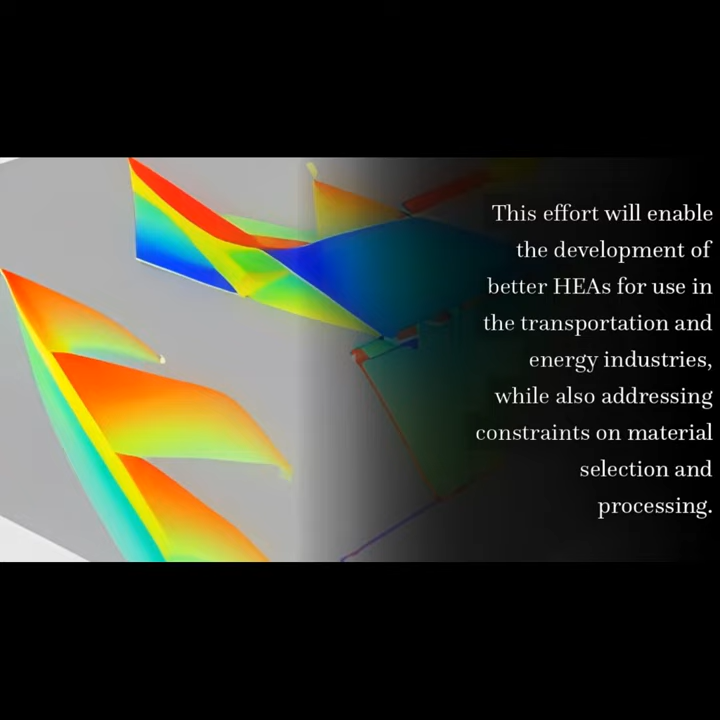 This effort will enable
the development of
better HEAs for use in
the transportation and
energy industries,
while also addressing
constraints on material
selection and
processing.